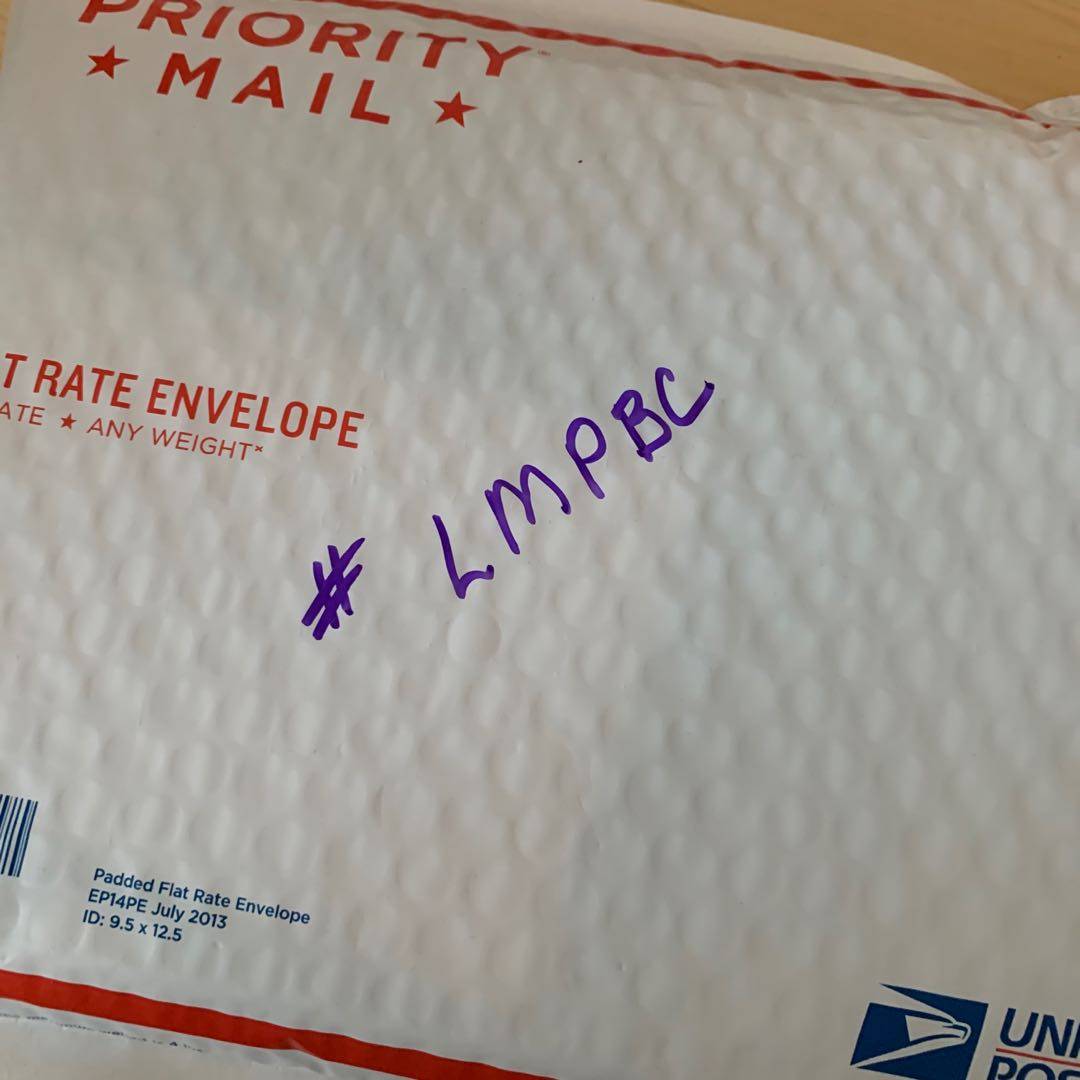 PRIORITY
★ MAIL ★
T RATE ENVELOPE
ATE ★ ANY WEIGHT*
# LMPBC
Padded Flat Rate Envelope
EP14PE July 2013
ID: 9.5 x 12.5
UNI
POS